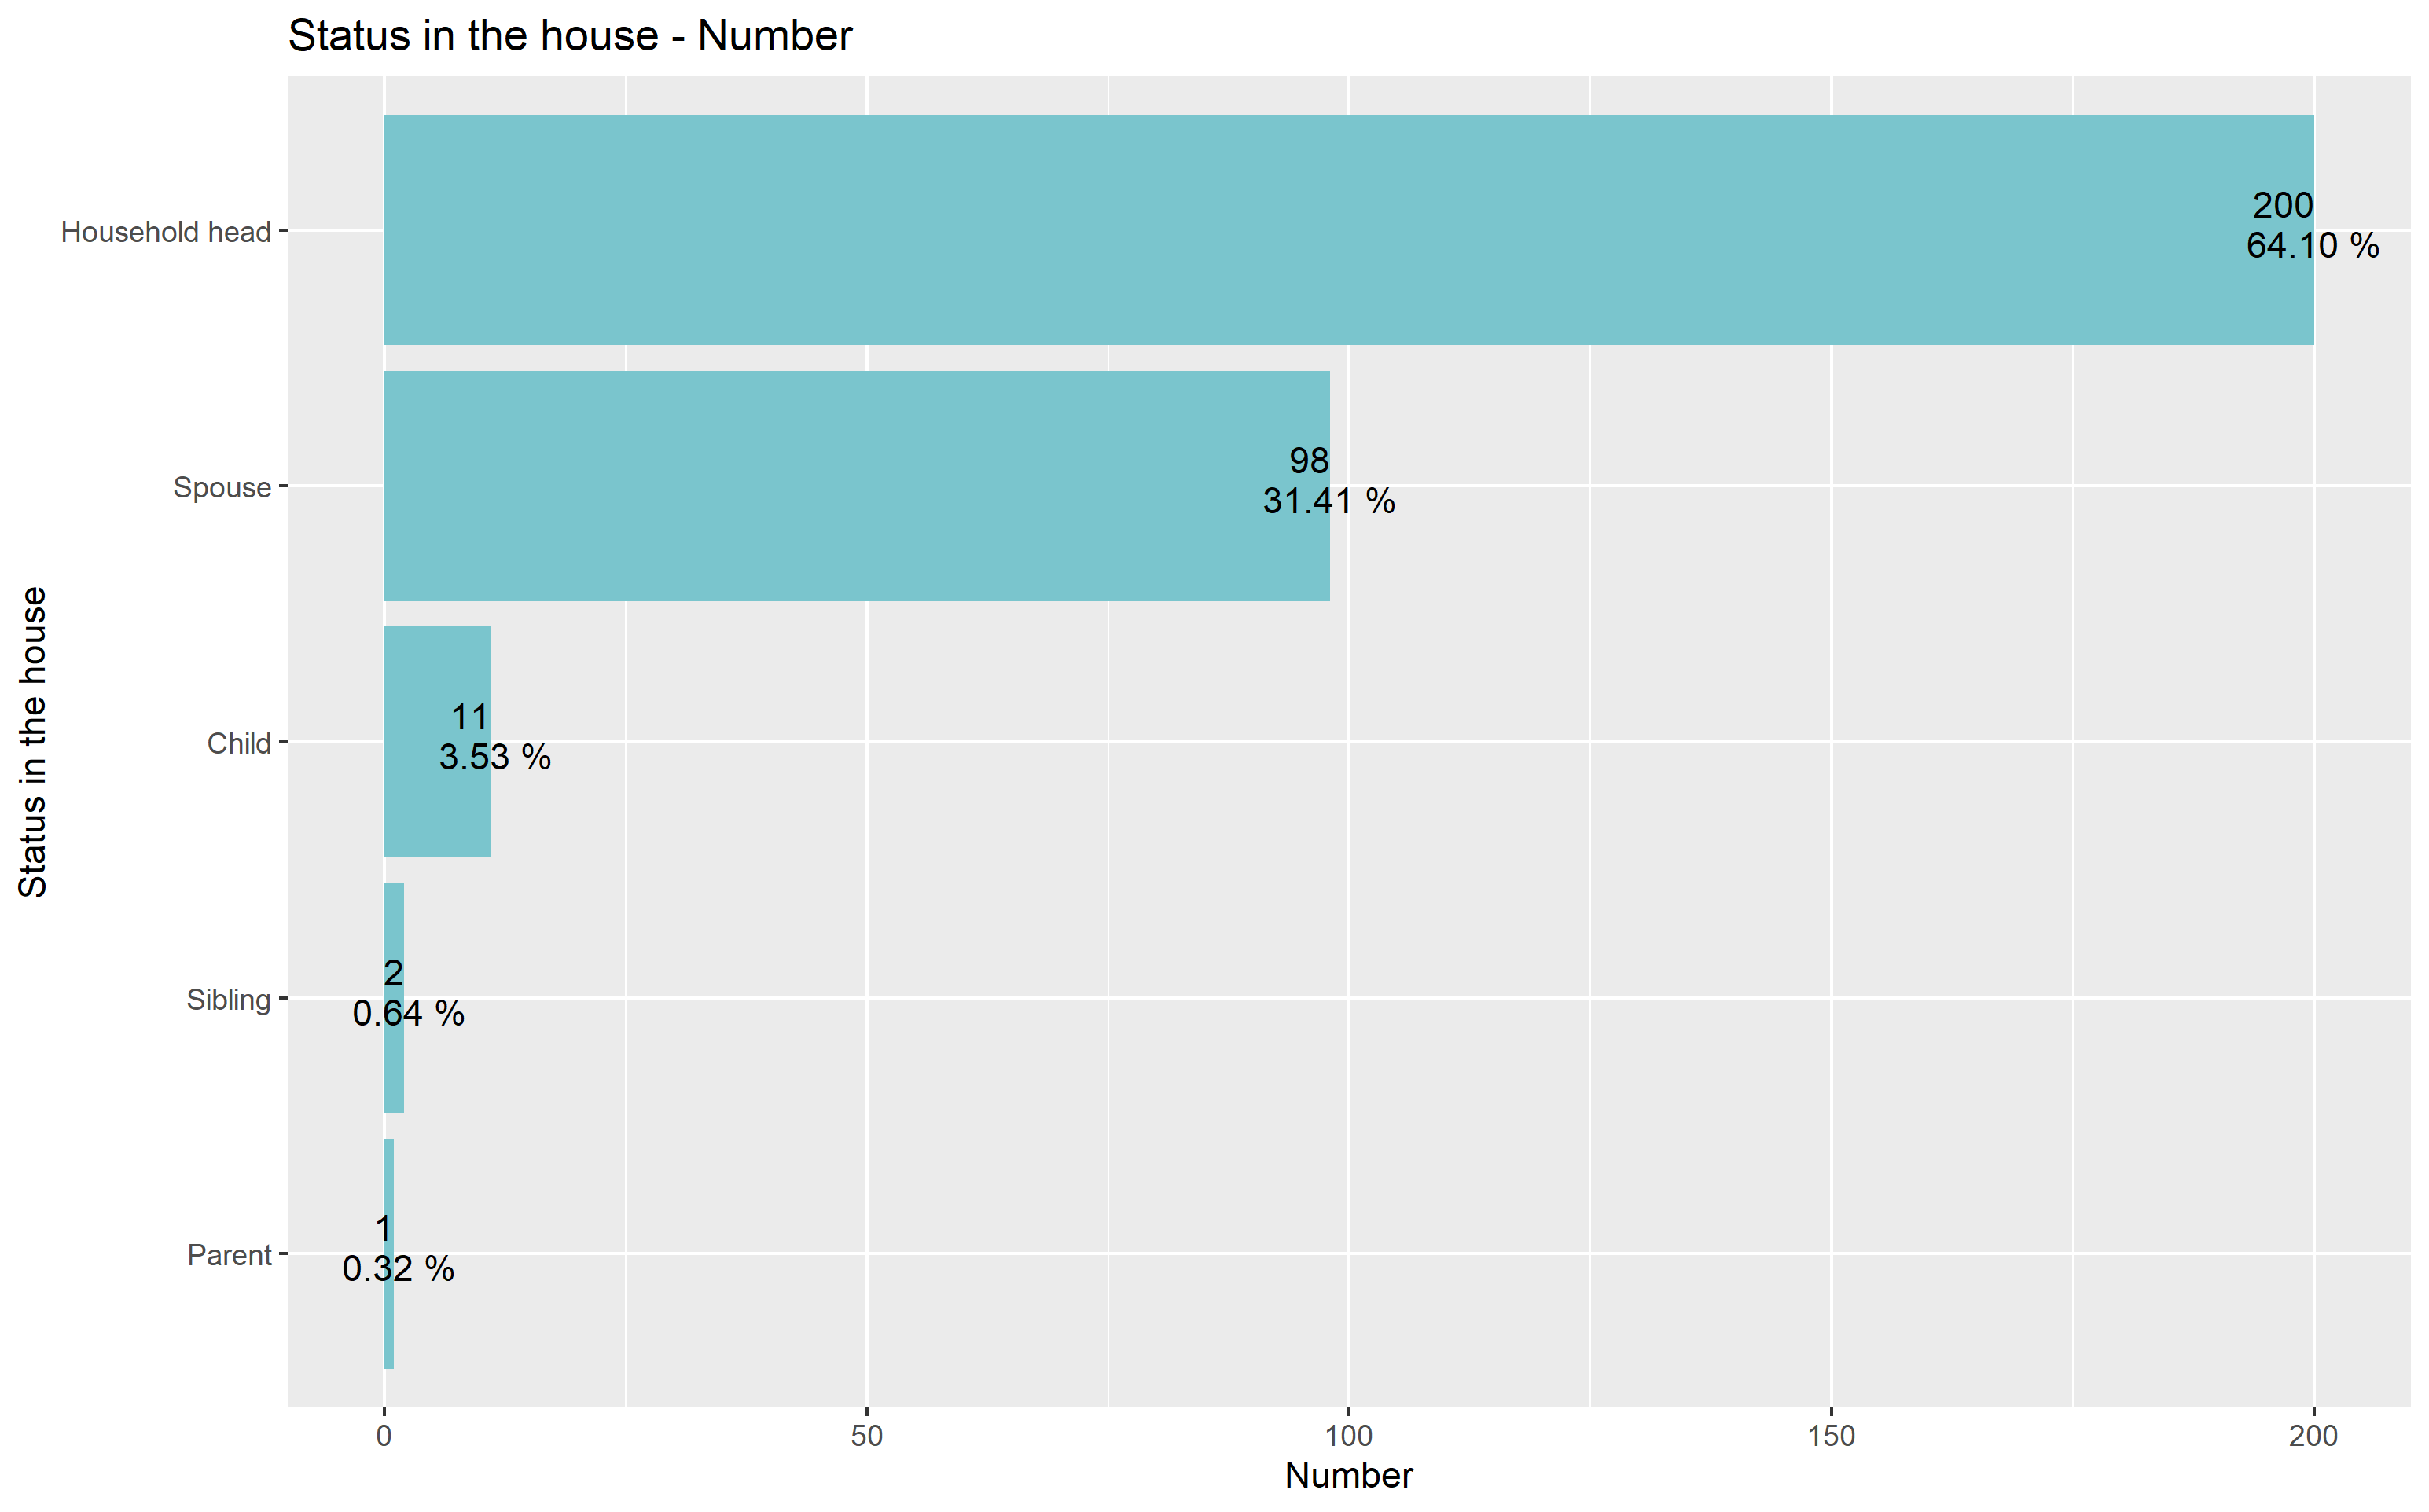 Status in the house - Number
Status in the house
Household head
200
64.10 %
Spouse
98
31.41 %
Child
11
3.53 %
Sibling
2
0.64 %
Parent
1
0.32 %
0 50 100 150 200
Number